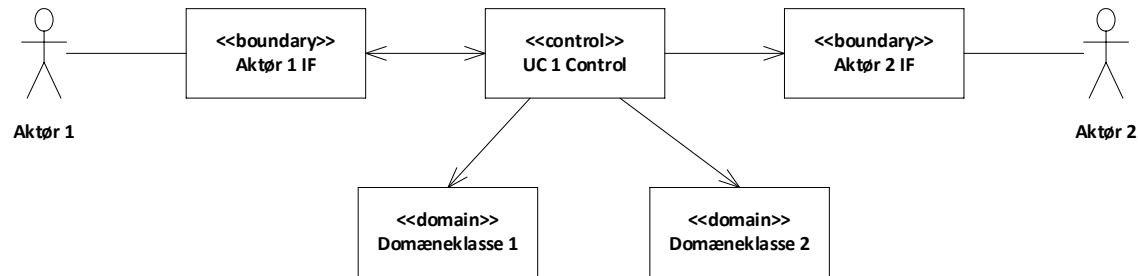 <<boundary>>
Aktør 1 IF
<<control>>
UC 1 Control
<<boundary>>
Aktør 2 IF
Aktør 1
Aktør 2
<<domain>>
Domæneklasse 1
<<domain>>
Domæneklasse 2